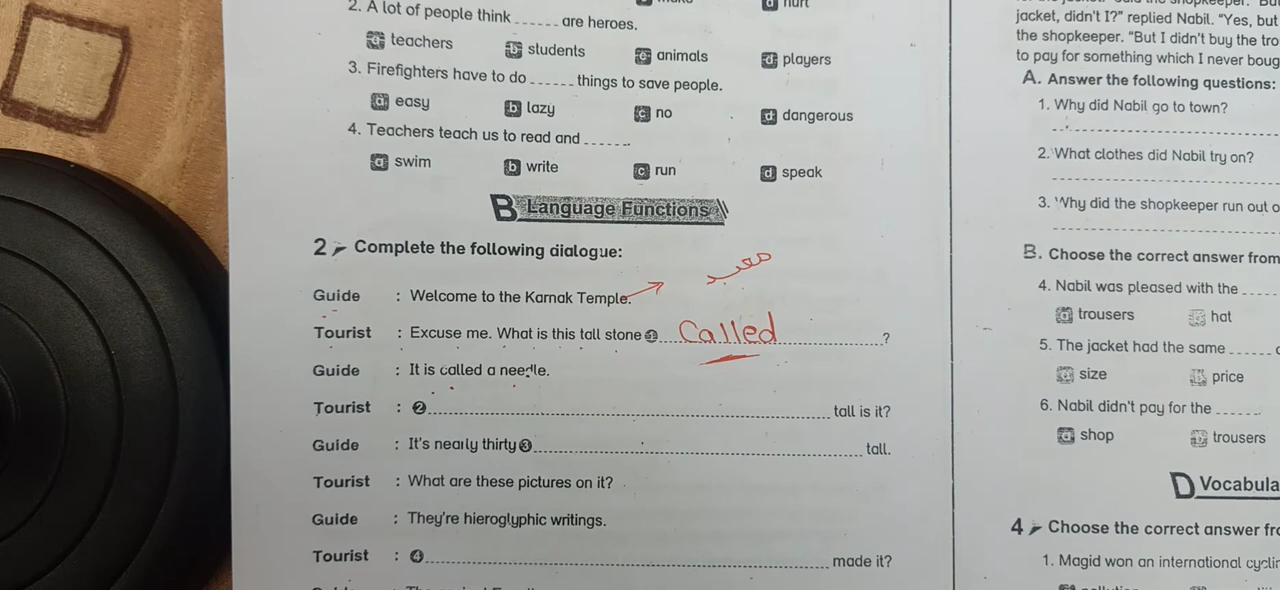 hurt
2. A lot of people think ...... are heroes.
a teachers b students c animals d players
3. Firefighters have to do ...... things to save people.
a easy b lazy c no d dangerous
4. Teachers teach us to read and .......
a swim b write c run d speak
B Language Functions
2 Complete the following dialogue:
معبد
Guide : Welcome to the Karnak Temple.
Tourist : Excuse me. What is this tall stone 1 Called ?
Guide : It is called a needle.
Tourist : 2 tall is it?
Guide : It's nearly thirty 3 tall.
Tourist : What are these pictures on it?
Guide : They're hieroglyphic writings.
Tourist : 4 made it?
jacket, didn't I?" replied Nabil. "Yes, but
the shopkeeper. "But I didn't buy the tro
to pay for something which I never boug
A. Answer the following questions:
1. Why did Nabil go to town?
2. What clothes did Nabil try on?
3. Why did the shopkeeper run out o
B. Choose the correct answer from
4. Nabil was pleased with the
a trousers hat
5. The jacket had the same
size price
6. Nabil didn't pay for the
a shop trousers
D Vocabula
4 Choose the correct answer fr
1. Magid won an international cyclin